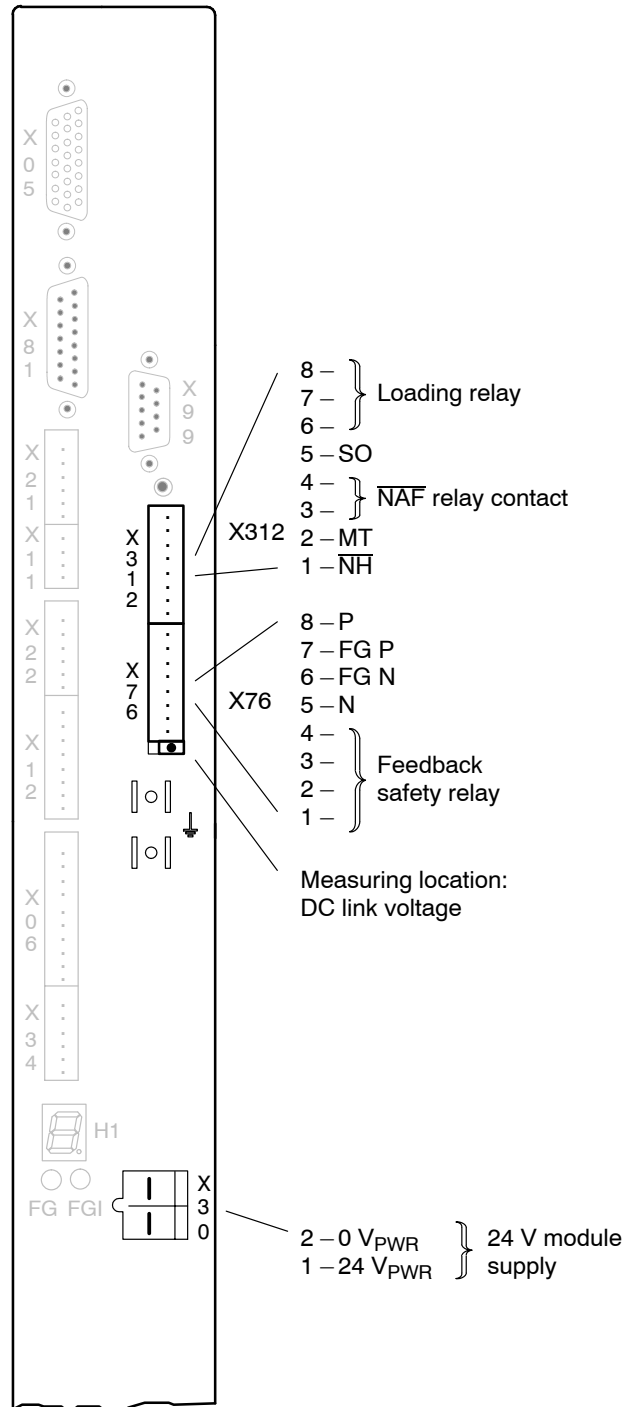 X
0
5
X
8
1
X
9
9
X
2
1
X
1
1
X
3
1
2
X312
8 – Loading relay
7 –
6 –
5 – SO
4 – N̅A̅F̅ relay contact
3 –
2 – MT
1 – N̅H̅
X
2
2
X
1
2
X
7
6
X76
8 – P
7 – FG P
6 – FG N
5 – N
4 –
3 – Feedback
2 – safety relay
1 –
Measuring location:
DC link voltage
X
0
6
X
3
4
8.
H1
FG FGI
X
3
0
2 – 0 VPWR 24 V module
1 – 24 VPWR supply